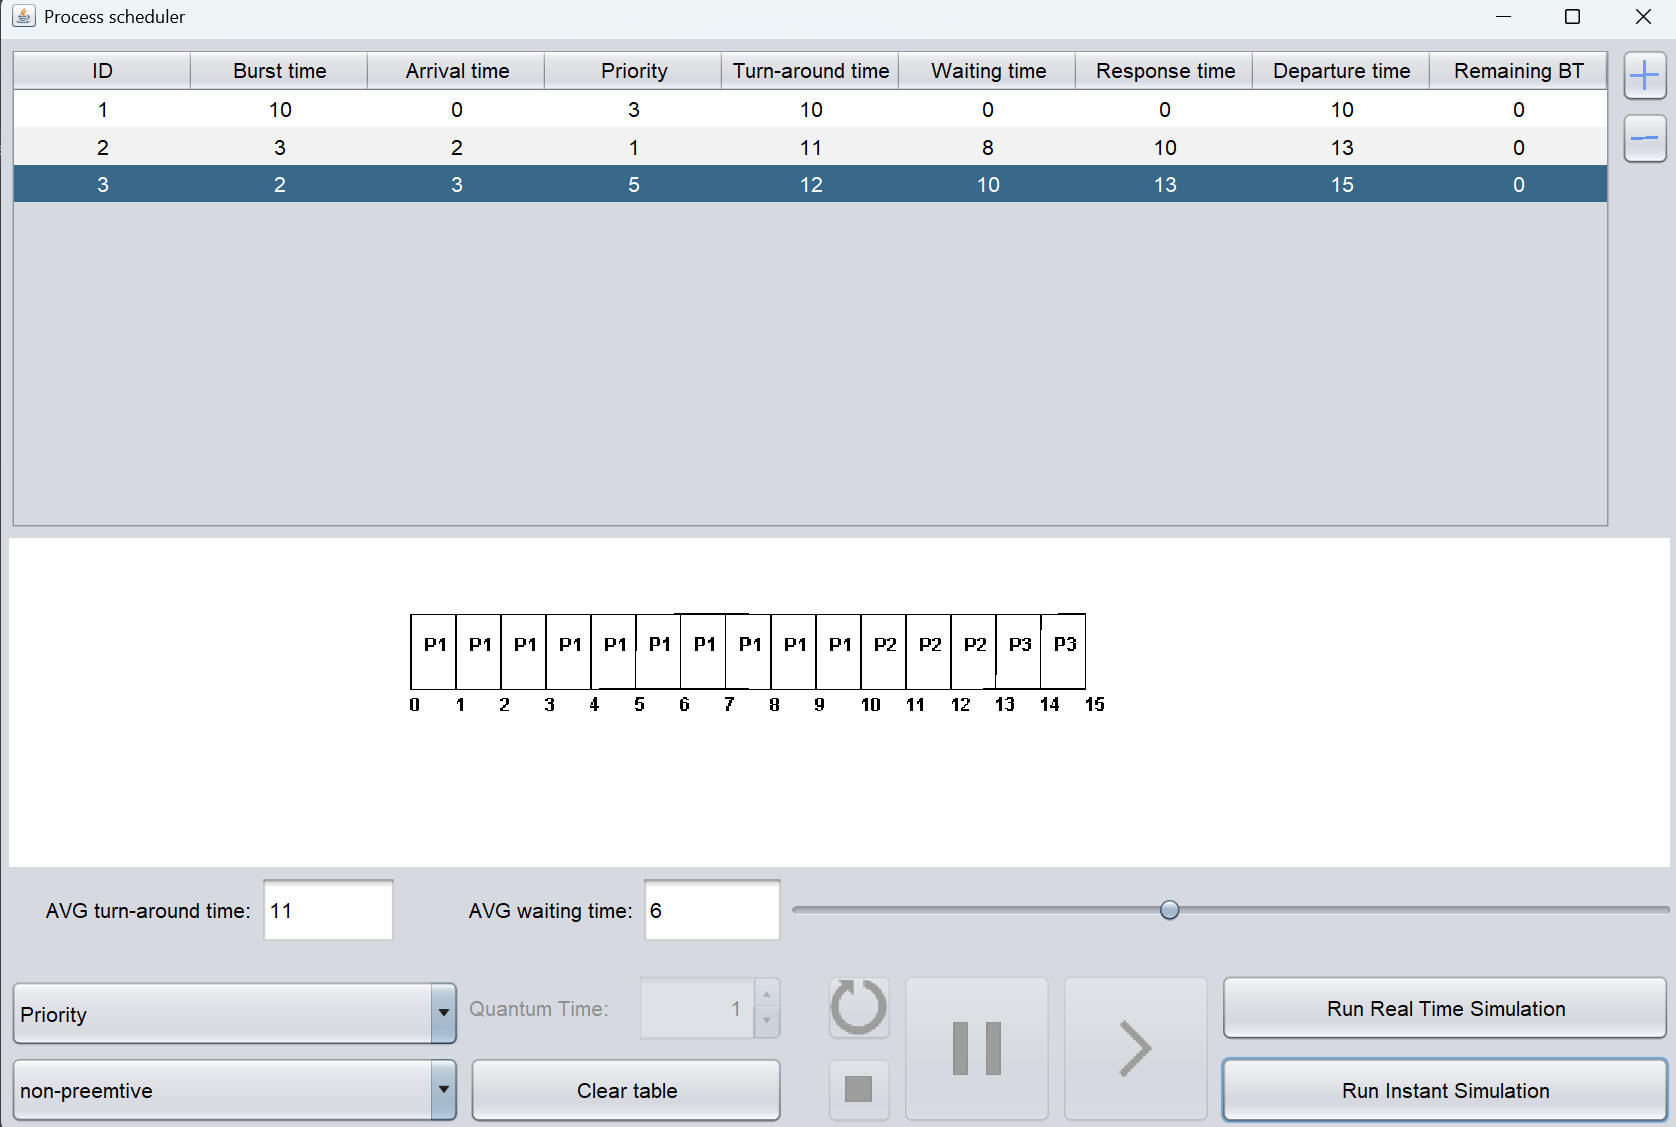 Process scheduler
ID Burst time Arrival time Priority Turn-around time Waiting time Response time Departure time Remaining BT
1 10 0 3 10 0 0 10 0
2 3 2 1 11 8 10 13 0
3 2 3 5 12 10 13 15 0
P1 P1 P1 P1 P1 P1 P1 P1 P1 P1 P2 P2 P2 P3 P3
0 1 2 3 4 5 6 7 8 9 10 11 12 13 14 15
AVG turn-around time: 11 AVG waiting time: 6
Priority Quantum Time: 1 Run Real Time Simulation
non-preemtive Clear table Run Instant Simulation